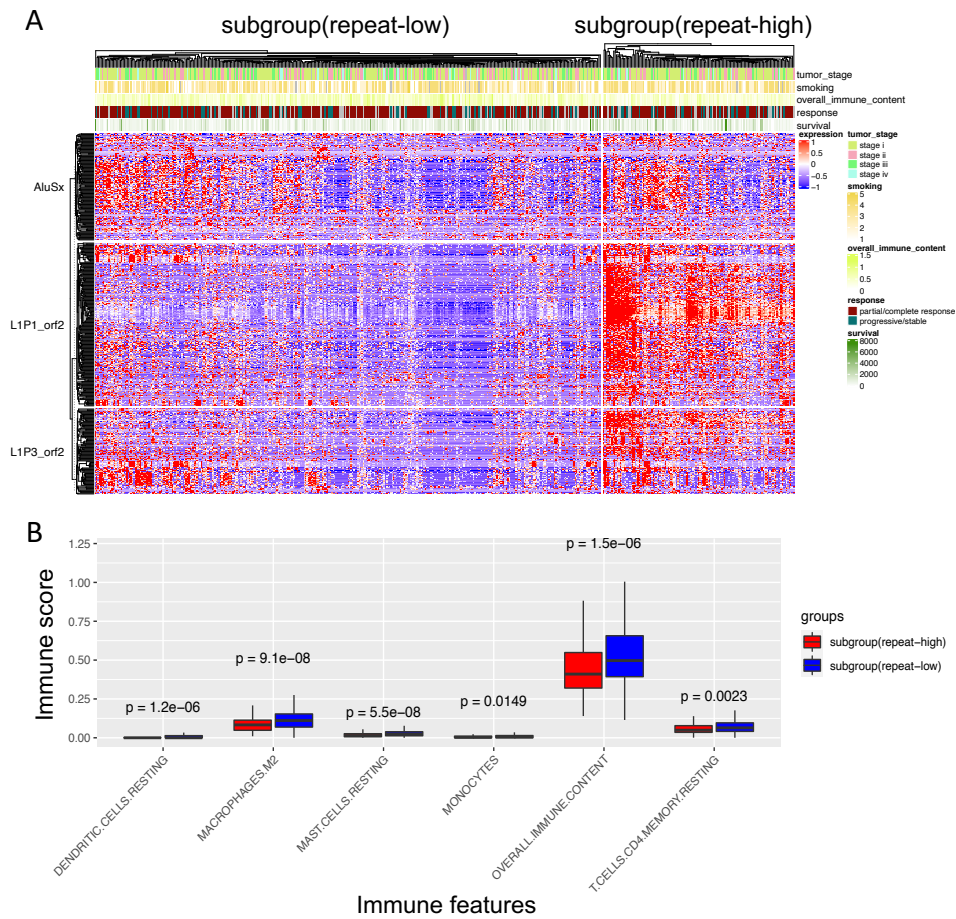 A
subgroup(repeat-low)
subgroup(repeat-high)
tumor_stage
smoking
overall_immune_content
response
survival
AluSx
L1P1_orf2
L1P3_orf2
expression
1
0.5
0
−0.5
−1
tumor_stage
stage i
stage ii
stage iii
stage iv
smoking
5
4
3
2
1
overall_immune_content
1.5
1
0.5
0
response
partial/complete response
progressive/stable
survival
8000
6000
4000
2000
0
B
Immune score
1.25
1.00
0.75
0.50
0.25
0.00
p = 1.2e−06
p = 9.1e−08
p = 5.5e−08
p = 0.0149
p = 1.5e−06
p = 0.0023
DENDRITIC.CELLS.RESTING
MACROPHAGES.M2
MAST.CELLS.RESTING
MONOCYTES
OVERALL.IMMUNE.CONTENT
T.CELLS.CD4.MEMORY.RESTING
Immune features
groups
subgroup(repeat−high)
subgroup(repeat−low)